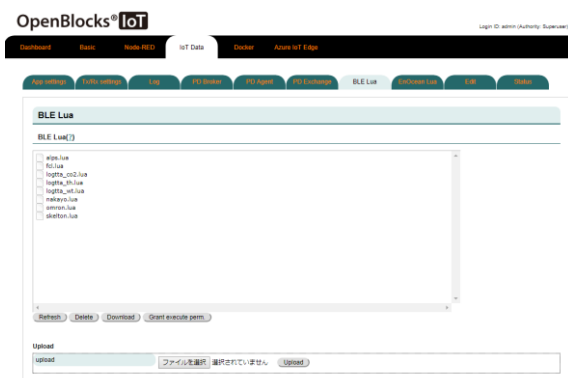 OpenBlocks® IoT
Login ID: admin (Authority: Superuser)
Dashboard Basic Node-RED IoT Data Docker Azure IoT Edge
App settings Tx/Rx settings Log PD Broker PD Agent PD Exchange BLE Lua EnOcean Lua Edit Status
BLE Lua
BLE Lua(?)
alps.lua
fcl.lua
logtta_co2.lua
logtta_th.lua
logtta_wt.lua
nakayo.lua
omron.lua
skelton.lua
Refresh Delete Download Grant execute perm.
Upload
upload ファイルを選択 選択されていません Upload